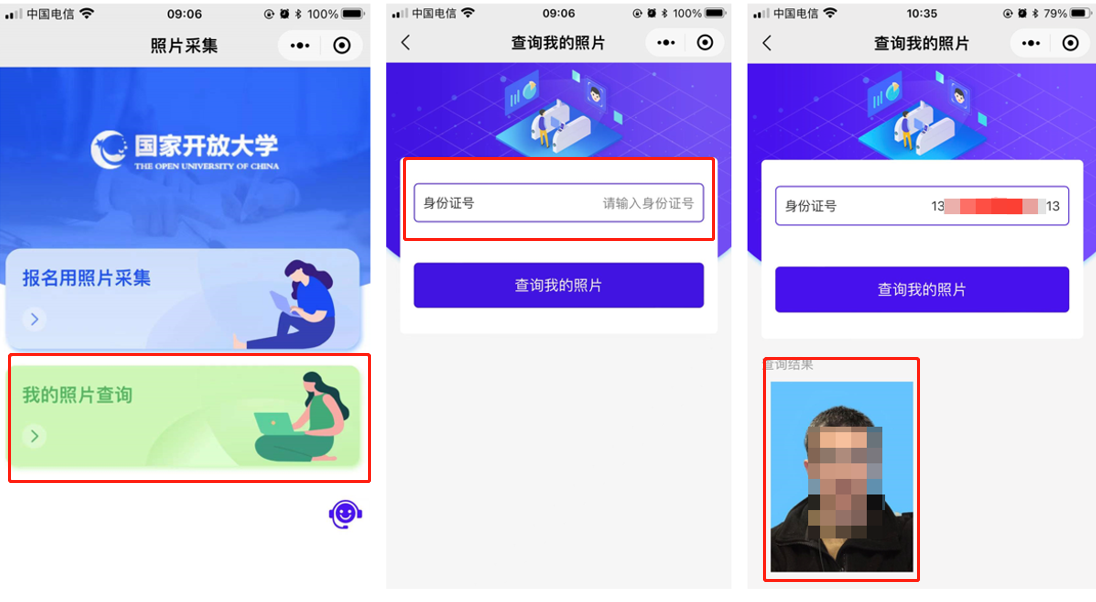 中国电信
09:06
100%
照片采集
国家开放大学
THE OPEN UNIVERSITY OF CHINA
报名用照片采集
我的照片查询
中国电信
09:06
100%
查询我的照片
身份证号
请输入身份证号
查询我的照片
中国电信
10:35
79%
查询我的照片
身份证号
13
13
查询我的照片
查询结果